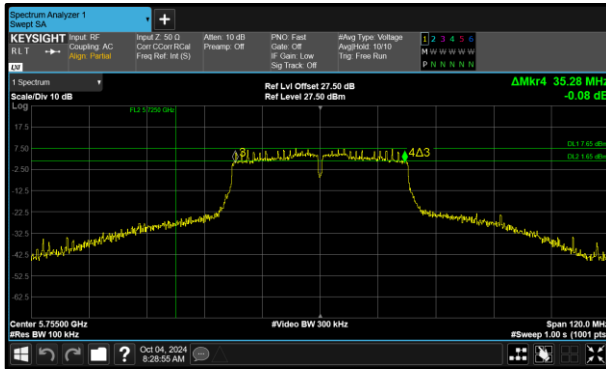 Spectrum Analyzer 1
Swept SA
KEYSIGHT Input: RF Input Z: 50 Ω Atten: 10 dB PNO: Fast #Avg Type: Voltage 1 2 3 4 5 6
RLT Coupling: AC Corr CCorr RCal Preamp: Off Gate: Off Avg|Hold: 10/10 M W W W W W
Align: Partial Freq Ref: Int (S) IF Gain: Low Trig: Free Run
Sig Track: Off P N N N N N
LXI
1 Spectrum
Ref Lvl Offset 27.50 dB ΔMkr4 35.28 MHz
Scale/Div 10 dB Ref Level 27.50 dBm -0.08 dB
Log FL2 5.7250 GHz
17.5
7.50 3 4Δ3 DL1 7.65 dBm
DL2 1.65 dBm
-2.50
-12.5
-22.5
-32.5
-42.5
-52.5
-62.5
Center 5.75500 GHz #Video BW 300 kHz Span 120.0 MHz
#Res BW 100 kHz #Sweep 1.00 s (1001 pts)
? Oct 04, 2024
8:28:55 AM